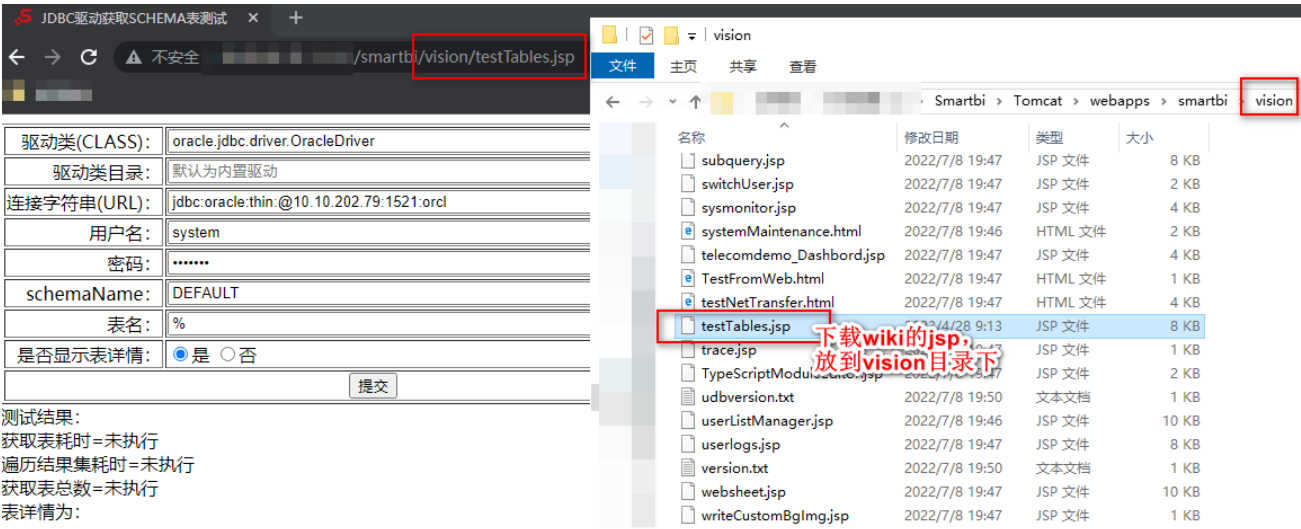 JDBC驱动获取SCHEMA表测试
不安全
/smartbi/vision/testTables.jsp
驱动类(CLASS):
oracle.jdbc.driver.OracleDriver
驱动类目录:
默认为内置驱动
连接字符串(URL):
jdbc:oracle:thin:@10.10.202.79:1521:orcl
用户名:
system
密码:
•••••••
schemaName:
DEFAULT
表名:
%
是否显示表详情:
是 否
提交
测试结果:
获取表耗时=未执行
遍历结果集耗时=未执行
获取表总数=未执行
表详情为:
vision
文件 主页 共享 查看
Smartbi › Tomcat › webapps › smartbi › vision
名称 修改日期 类型 大小
subquery.jsp 2022/7/8 19:47 JSP 文件 8 KB
switchUser.jsp 2022/7/8 19:47 JSP 文件 2 KB
sysmonitor.jsp 2022/7/8 19:47 JSP 文件 4 KB
systemMaintenance.html 2022/7/8 19:46 HTML 文件 2 KB
telecomdemo_Dashbord.jsp 2022/7/8 19:47 JSP 文件 4 KB
TestFromWeb.html 2022/7/8 19:47 HTML 文件 1 KB
testNetTransfer.html 2022/7/8 19:47 HTML 文件 4 KB
testTables.jsp 9:13 JSP 文件 8 KB
下载wiki的jsp，
放到vision目录下
trace.jsp JSP 文件 1 KB
JSP 文件 2 KB
udbversion.txt 2022/7/8 19:50 文本文档 1 KB
userListManager.jsp 2022/7/8 19:46 JSP 文件 10 KB
userlogs.jsp 2022/7/8 19:47 JSP 文件 8 KB
version.txt 2022/7/8 19:50 文本文档 1 KB
websheet.jsp 2022/7/8 19:47 JSP 文件 10 KB
writeCustomBgImg.jsp 2022/7/8 19:47 JSP 文件 1 KB